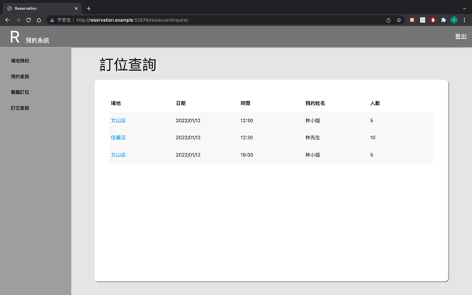 Reservation
不安全 | http://reservation.example:52874/restaurantInquire/
R 預約系統
登出
場地預約
預約查詢
餐廳訂位
訂位查詢
訂位查詢
場地 日期 時間 預約姓名 人數
文山店 2022/01/12 12:30 林小姐 5
信義店 2022/01/12 12:30 林先生 10
文山店 2022/01/12 19:00 林小姐 5